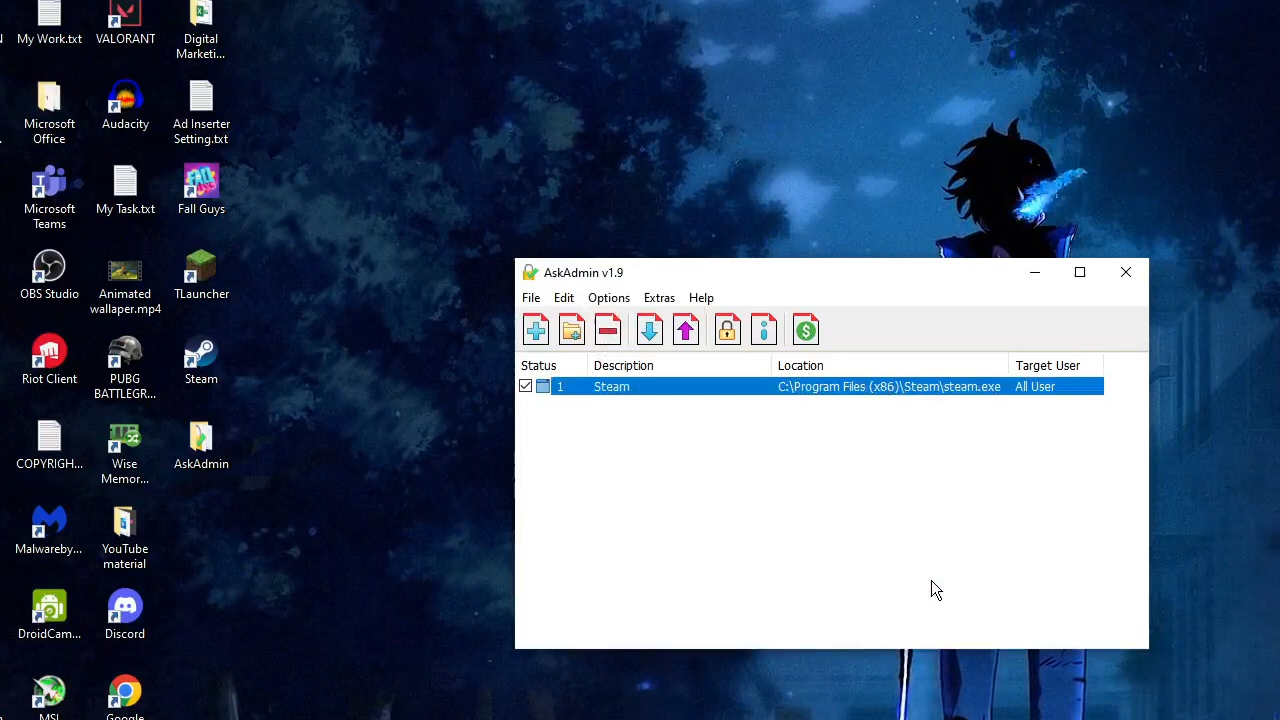 My Work.txt
VALORANT
Digital
Marketi...
Microsoft
Office
Audacity
Ad Inserter
Setting.txt
Microsoft
Teams
My Task.txt
Fall Guys
OBS Studio
Animated
wallaper.mp4
TLauncher
Riot Client
PUBG
BATTLEGR...
Steam
COPYRIGH...
Wise
Memor...
AskAdmin
Malwareby...
YouTube
material
DroidCam...
Discord
MSI
Google
AskAdmin v1.9
File Edit Options Extras Help
Status Description Location Target User
1 Steam C:\Program Files (x86)\Steam\steam.exe All User